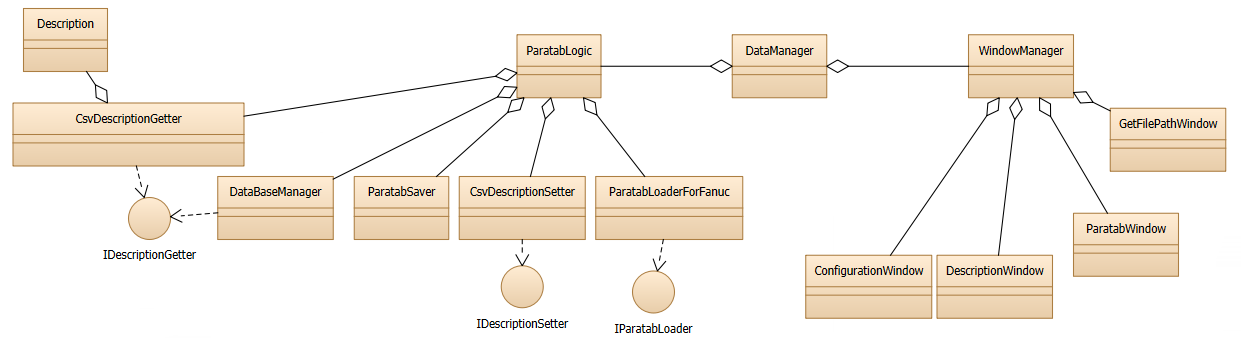 Description
ParatabLogic
DataManager
WindowManager
CsvDescriptionGetter
GetFilePathWindow
DataBaseManager
ParatabSaver
CsvDescriptionSetter
ParatabLoaderForFanuc
ParatabWindow
IDescriptionGetter
ConfigurationWindow
DescriptionWindow
IDescriptionSetter
IParatabLoader